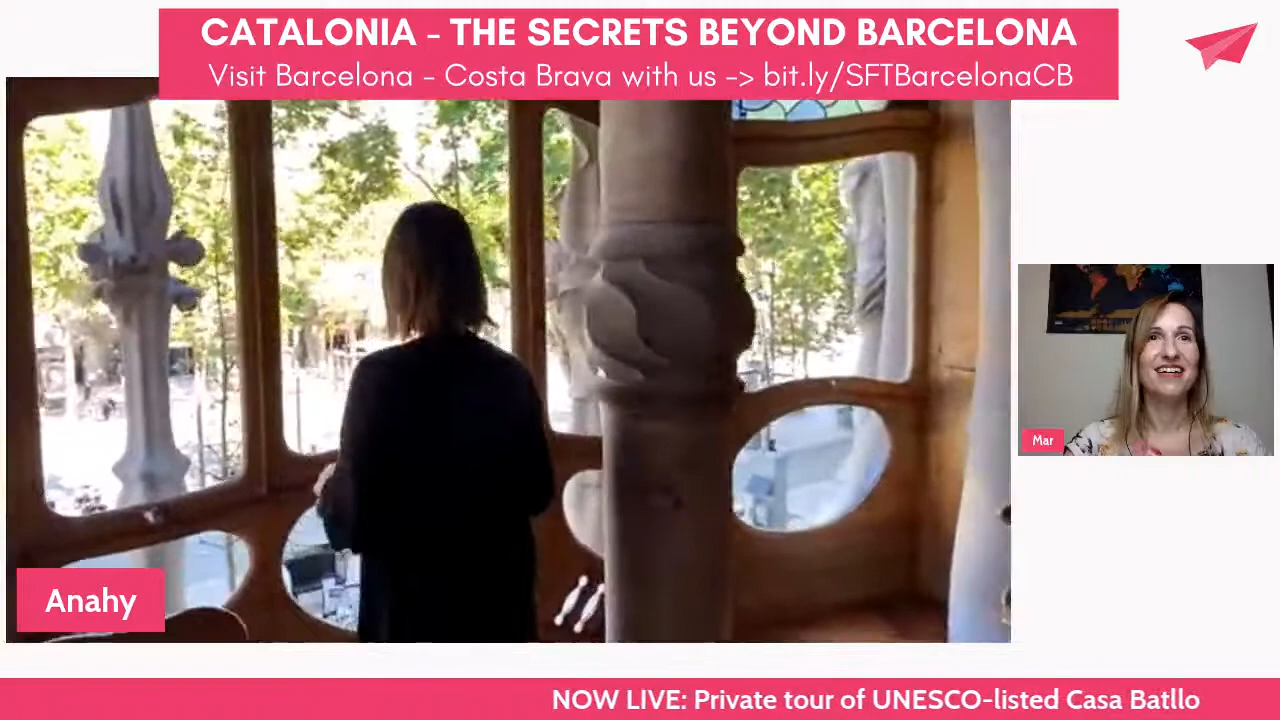 CATALONIA - THE SECRETS BEYOND BARCELONA
Visit Barcelona - Costa Brava with us -> bit.ly/SFTBarcelonaCB
Mar
Anahy
NOW LIVE: Private tour of UNESCO-listed Casa Batllo